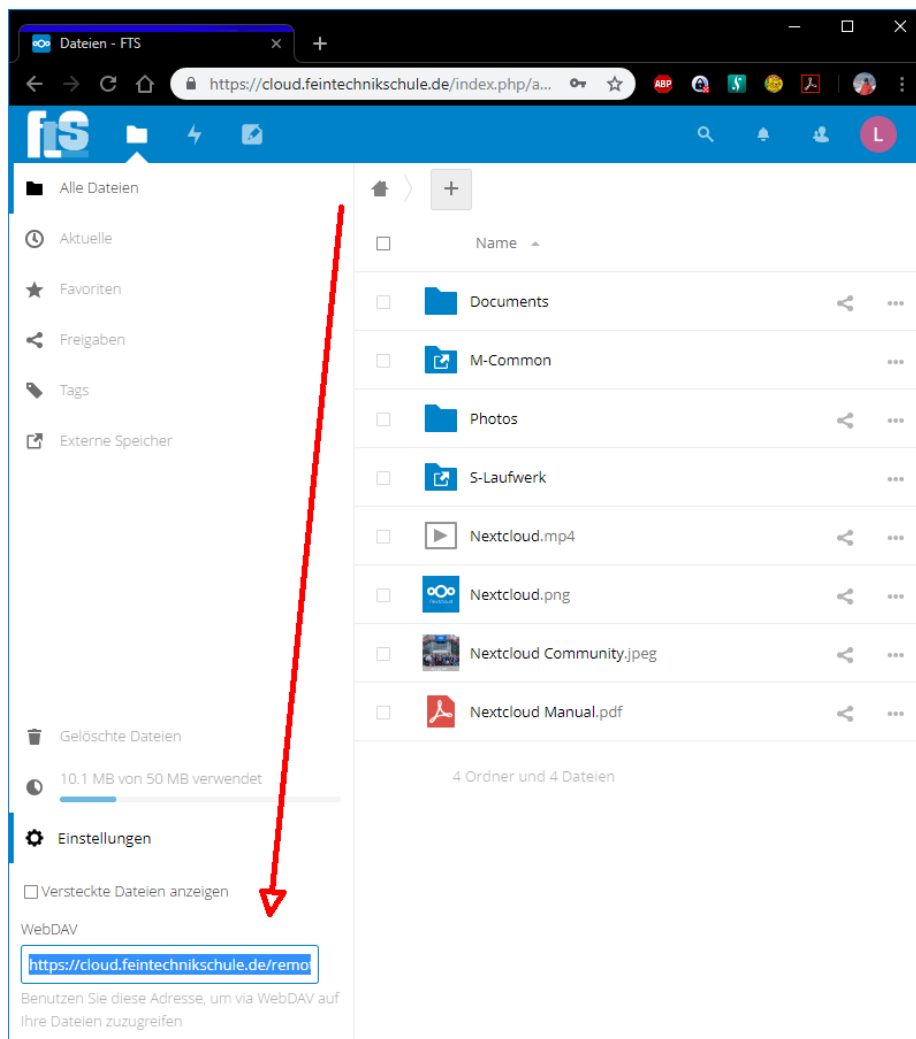 Dateien - FTS
https://cloud.feintechnikschule.de/index.php/a...
ABP
fts
L
Alle Dateien
Aktuelle
Favoriten
Freigaben
Tags
Externe Speicher
Gelöschte Dateien
10.1 MB von 50 MB verwendet
Einstellungen
Versteckte Dateien anzeigen
WebDAV
https://cloud.feintechnikschule.de/remo
Benutzen Sie diese Adresse, um via WebDAV auf
Ihre Dateien zuzugreifen
Name
Documents
M-Common
Photos
S-Laufwerk
Nextcloud.mp4
Nextcloud.png
Nextcloud Community.jpeg
Nextcloud Manual.pdf
4 Ordner und 4 Dateien